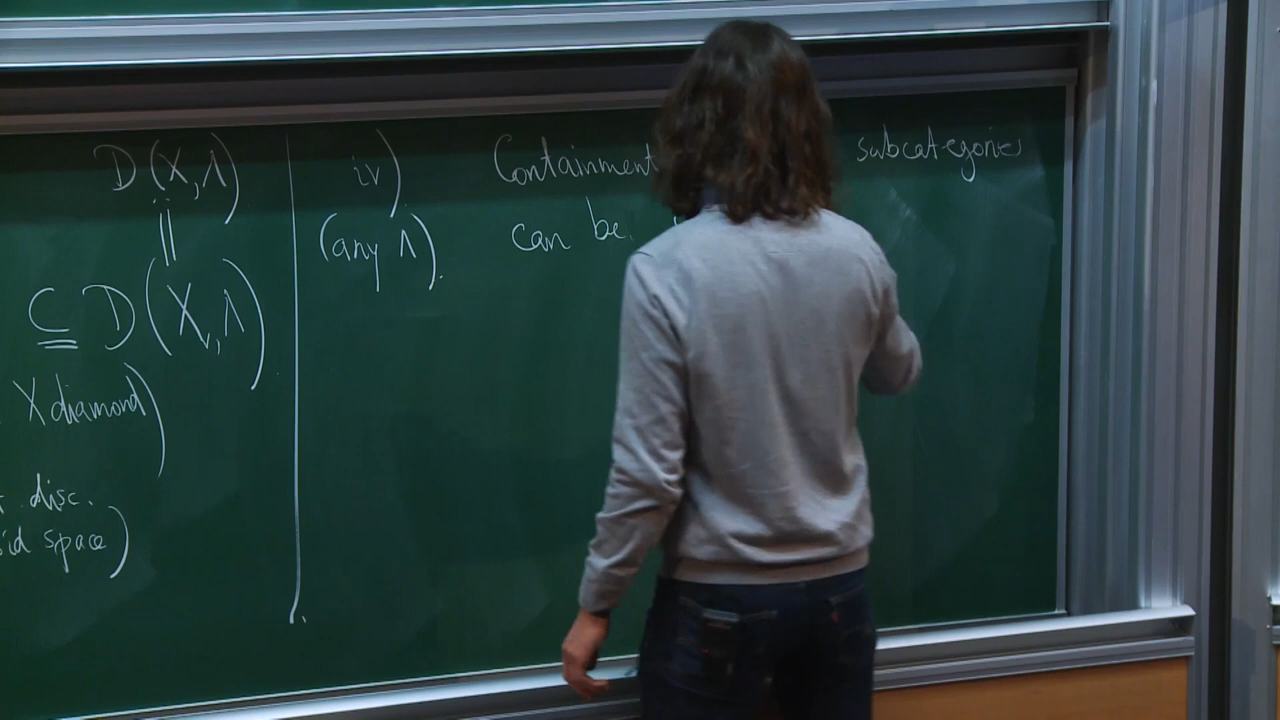 D(X,Λ)
||
⊆ D(X,Λ)
X diamond)
disc.
space)
iv) Containment subcategories
(any Λ). can be